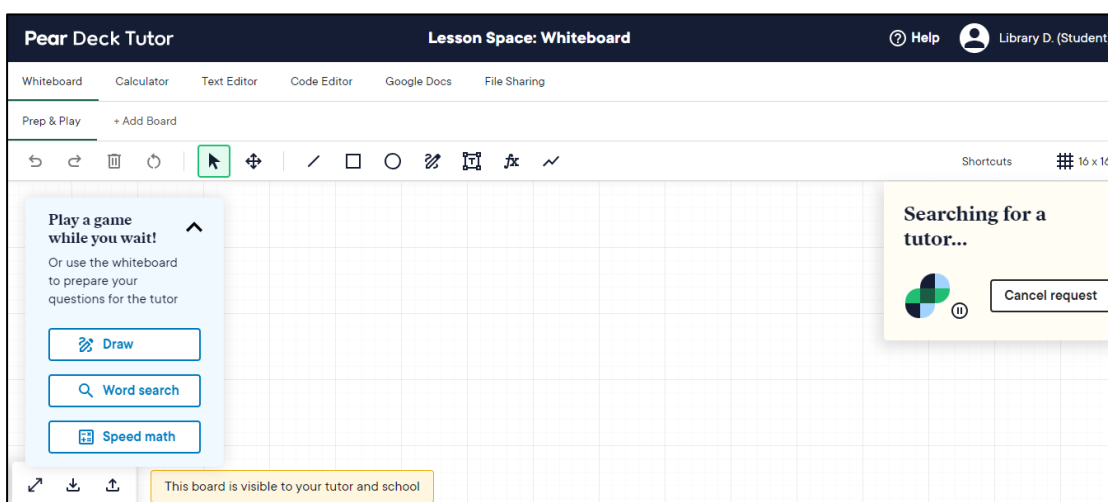 Pear Deck Tutor
Lesson Space: Whiteboard
Help
Library D. (Student
Whiteboard
Calculator
Text Editor
Code Editor
Google Docs
File Sharing
Prep & Play
+ Add Board
T
fx
Shortcuts
16 x 16
Play a game
while you wait!
Or use the whiteboard
to prepare your
questions for the tutor
Draw
Word search
Speed math
Searching for a
tutor...
Cancel request
This board is visible to your tutor and school